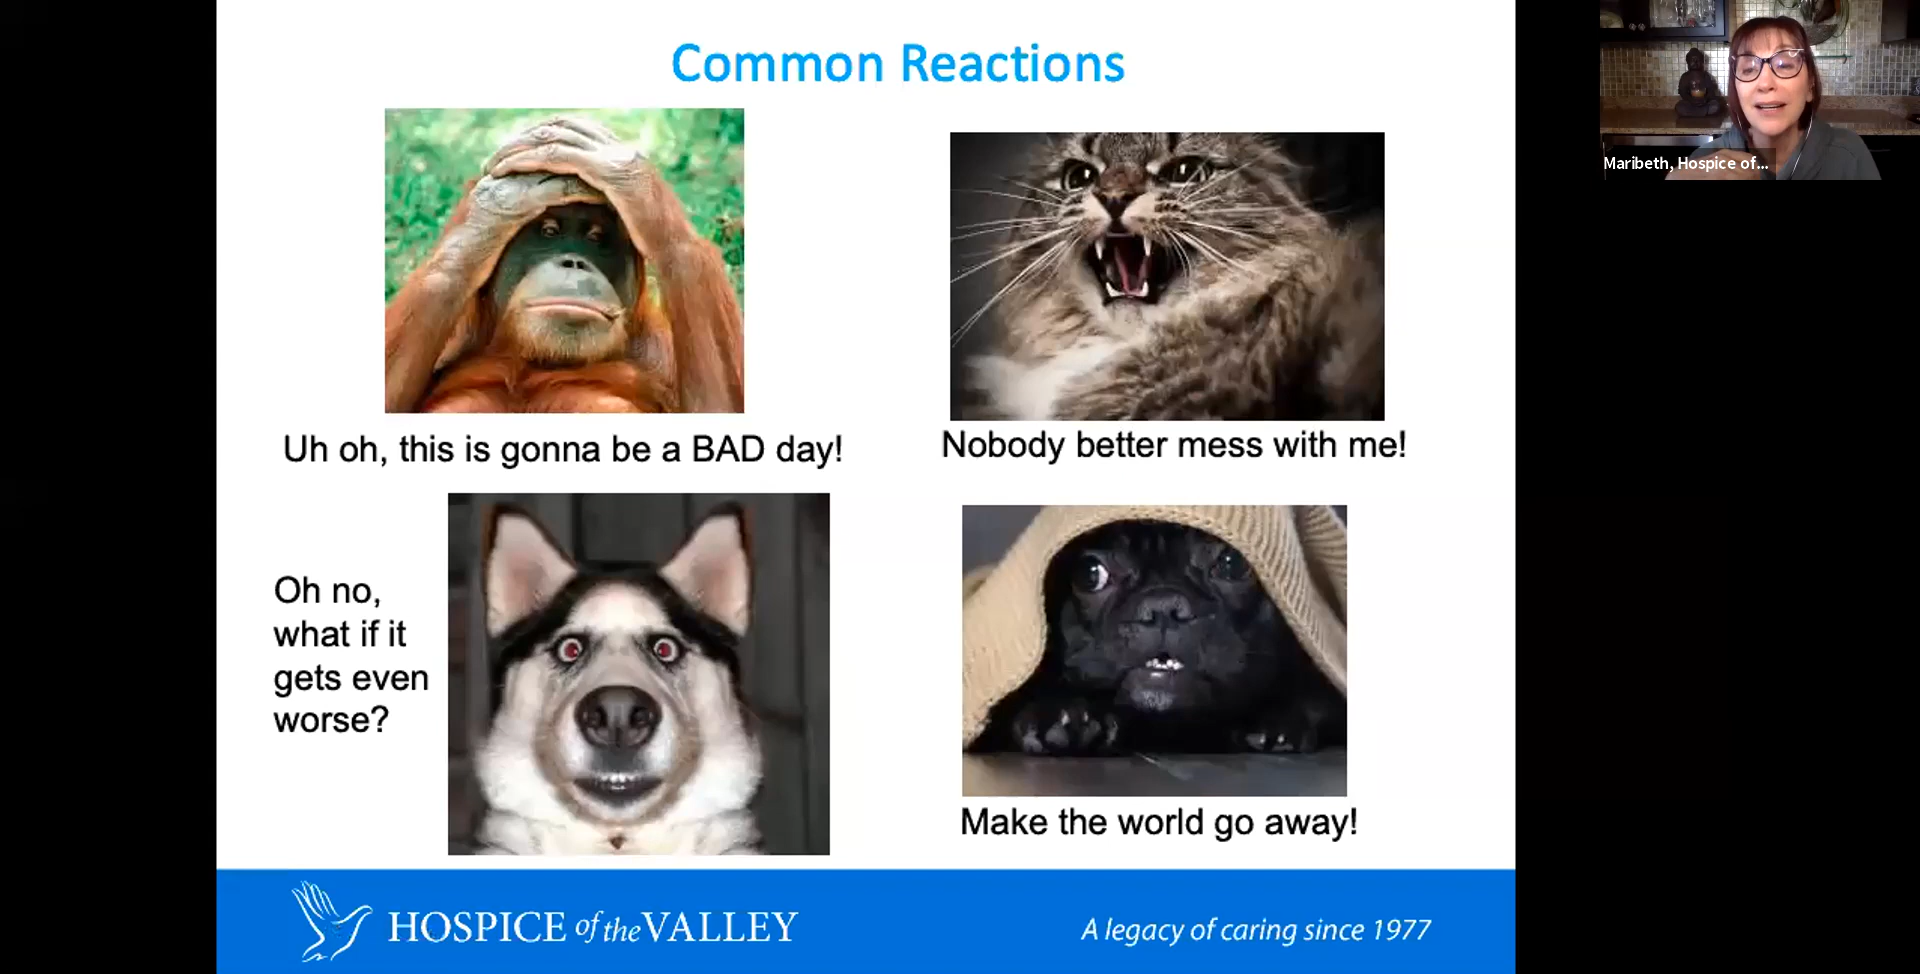 Common Reactions
Maribeth, Hospice of...
Uh oh, this is gonna be a BAD day!
Nobody better mess with me!
Oh no,
what if it
gets even
worse?
Make the world go away!
HOSPICE of the VALLEY
A legacy of caring since 1977